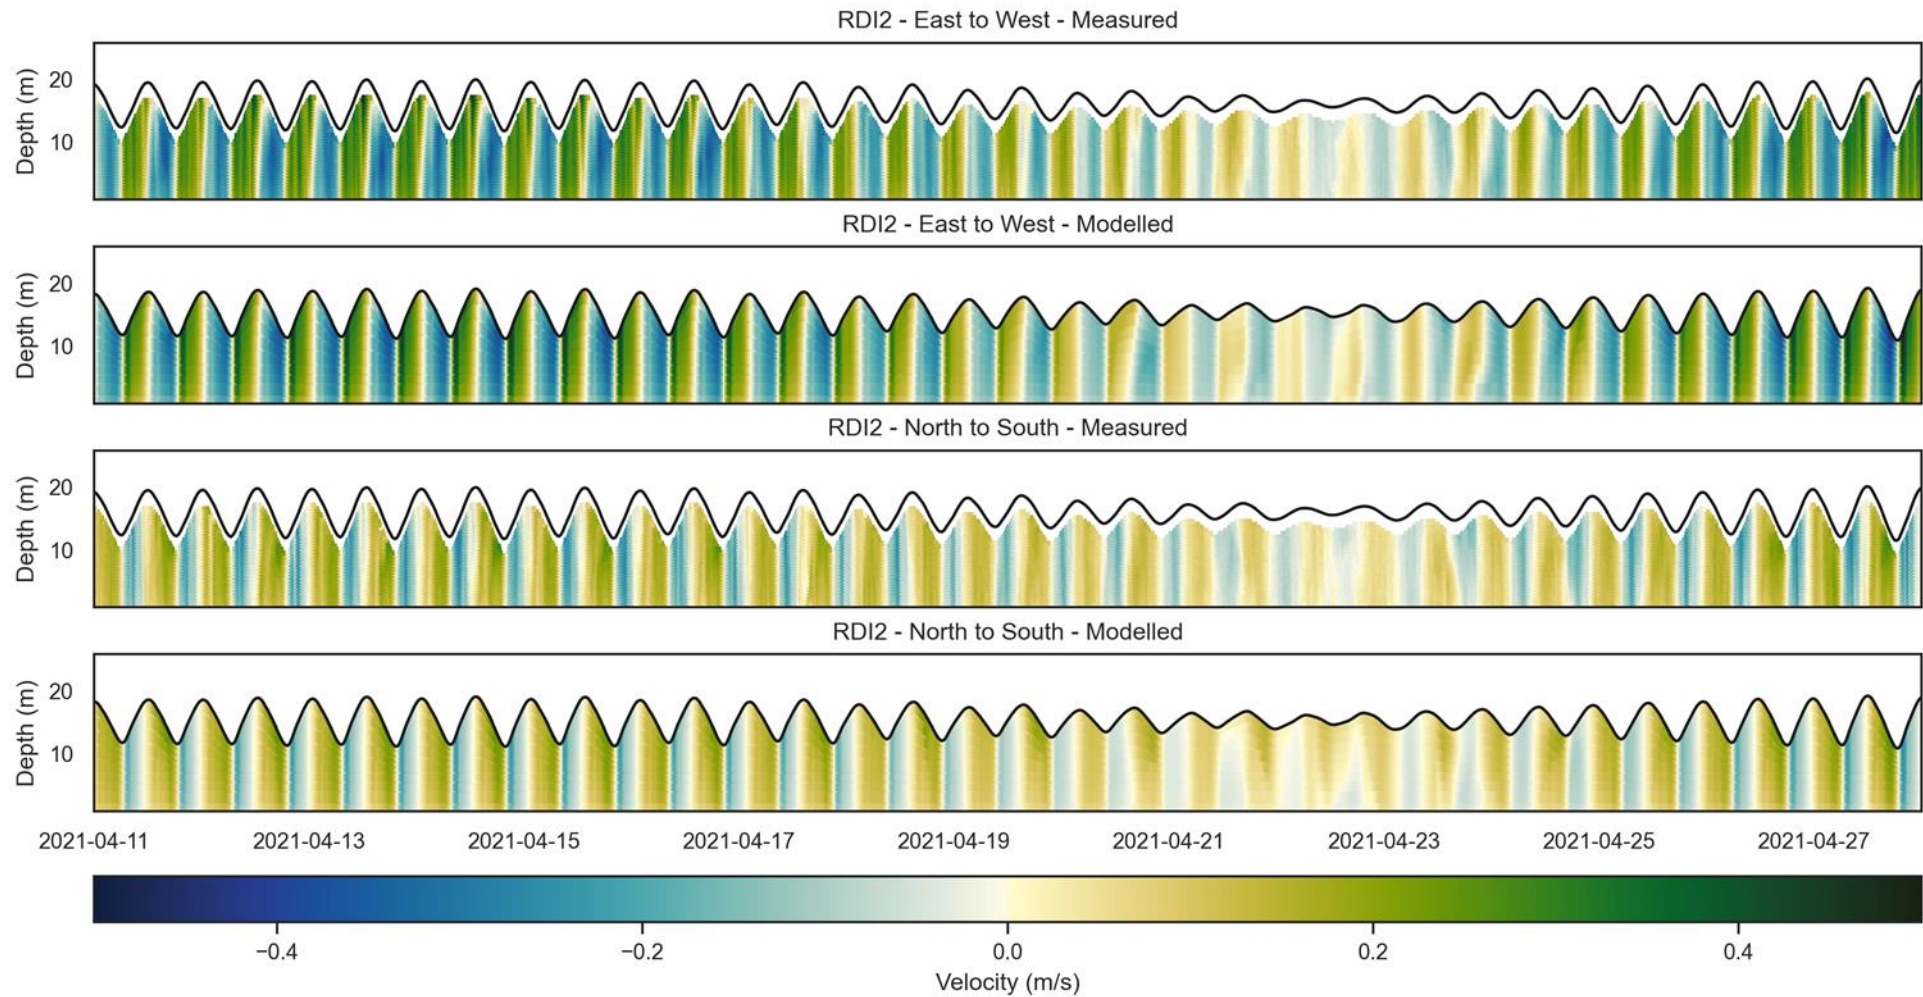 RDI2 - East to West - Measured
20
10
Depth (m)
RDI2 - East to West - Modelled
20
10
Depth (m)
RDI2 - North to South - Measured
20
10
Depth (m)
RDI2 - North to South - Modelled
20
10
Depth (m)
2021-04-11 2021-04-13 2021-04-15 2021-04-17 2021-04-19 2021-04-21 2021-04-23 2021-04-25 2021-04-27
−0.4 −0.2 0.0 0.2 0.4
Velocity (m/s)